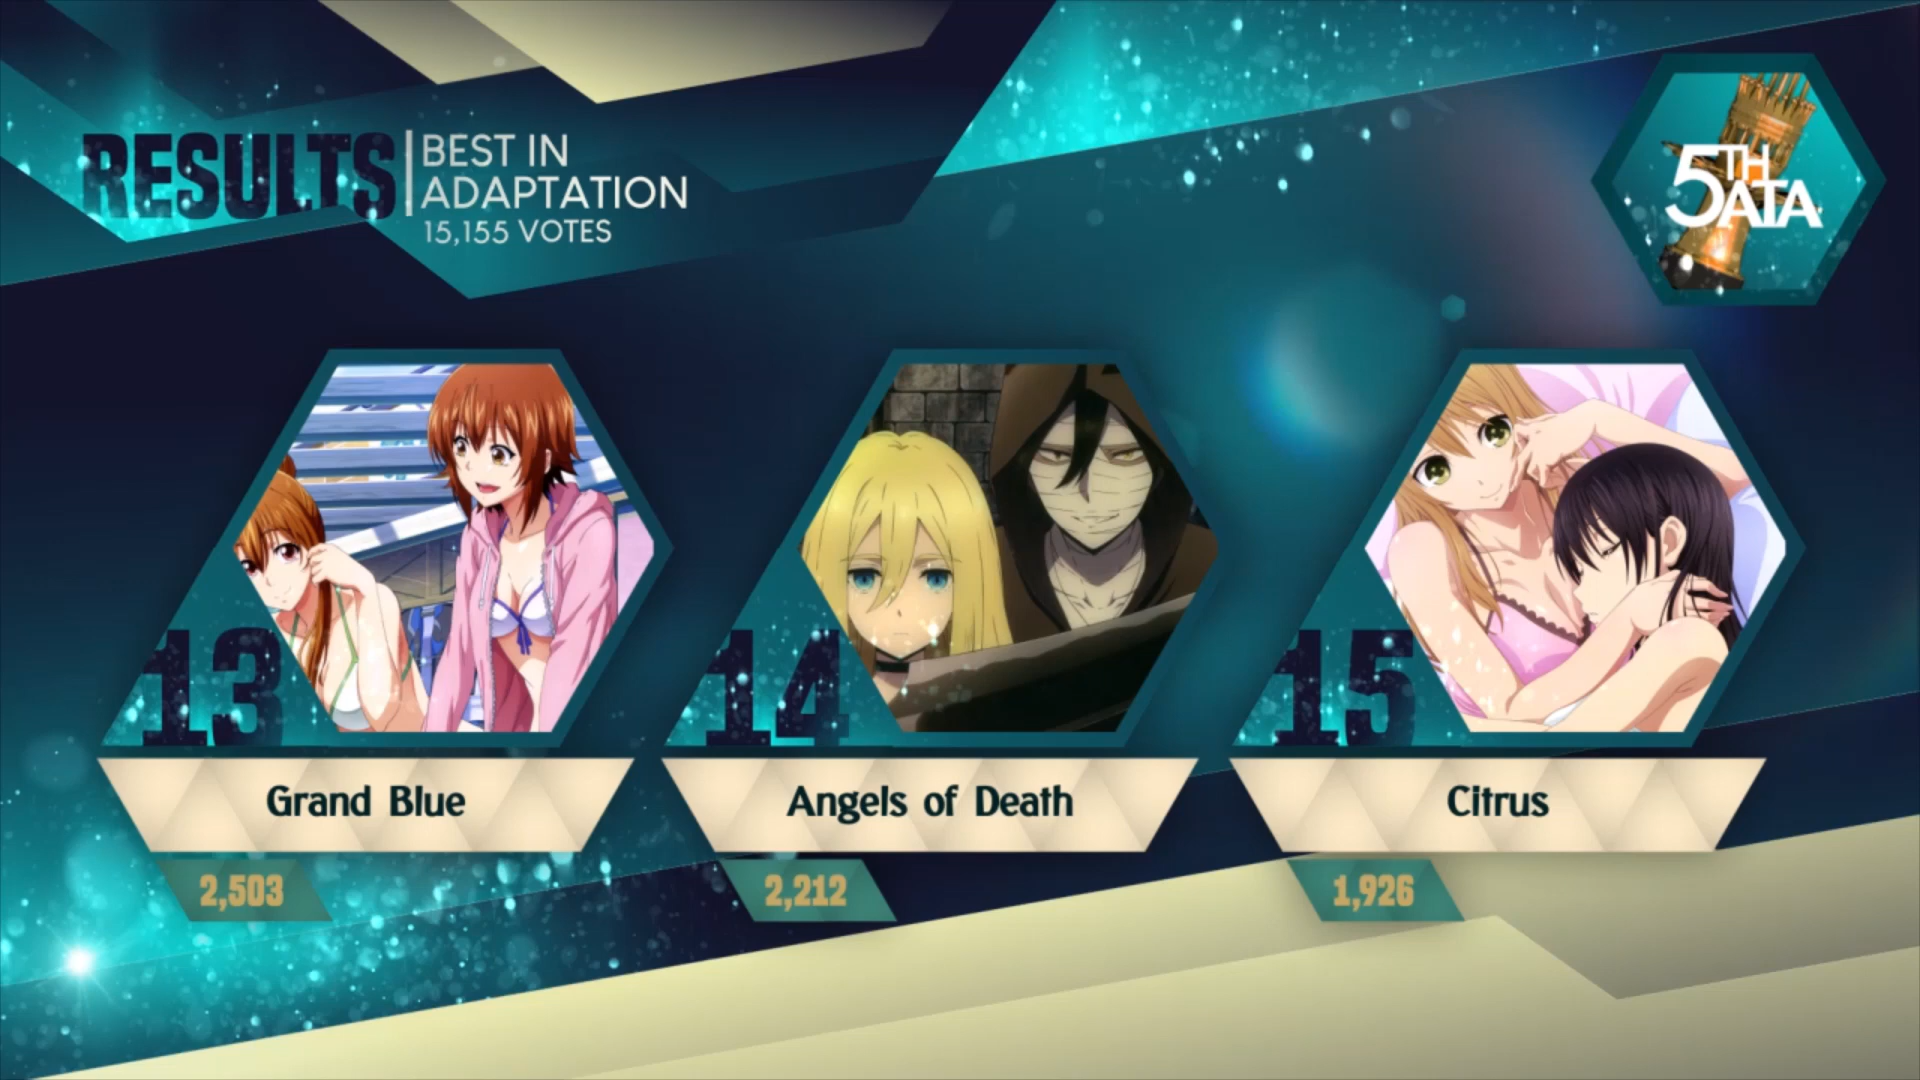 RESULTS
BEST IN
ADAPTATION
15,155 VOTES
5TH
ATA
13
14
15
Grand Blue
Angels of Death
Citrus
2,503
2,212
1,926